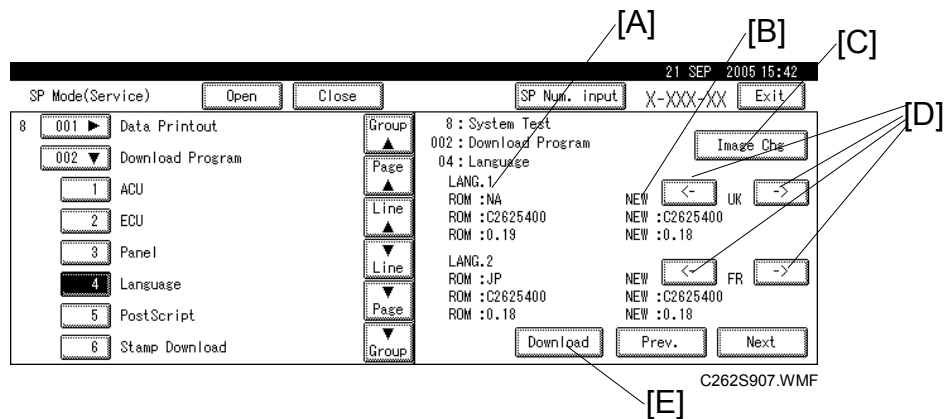 [A]
[B]
[C]
21 SEP 2005 15:42
SP Mode(Service) Open Close SP Num. input X-XXX-XX Exit
[D]
8 001 ► Data Printout
002 ▼ Download Program
1 ACU
2 ECU
3 Panel
4 Language
5 PostScript
6 Stamp Download
Group ▲
Page ▲
Line ▲
▼ Line
▼ Page
▼ Group
8 : System Test
002 : Download Program
04 : Language
Image Chg
LANG.1
ROM : NA NEW <- UK ->
ROM : C2625400 NEW : C2625400
ROM : 0.19 NEW : 0.18
LANG.2
ROM : JP NEW <- FR ->
ROM : C2625400 NEW : C2625400
ROM : 0.18 NEW : 0.18
Download Prev. Next
C262S907.WMF
[E]